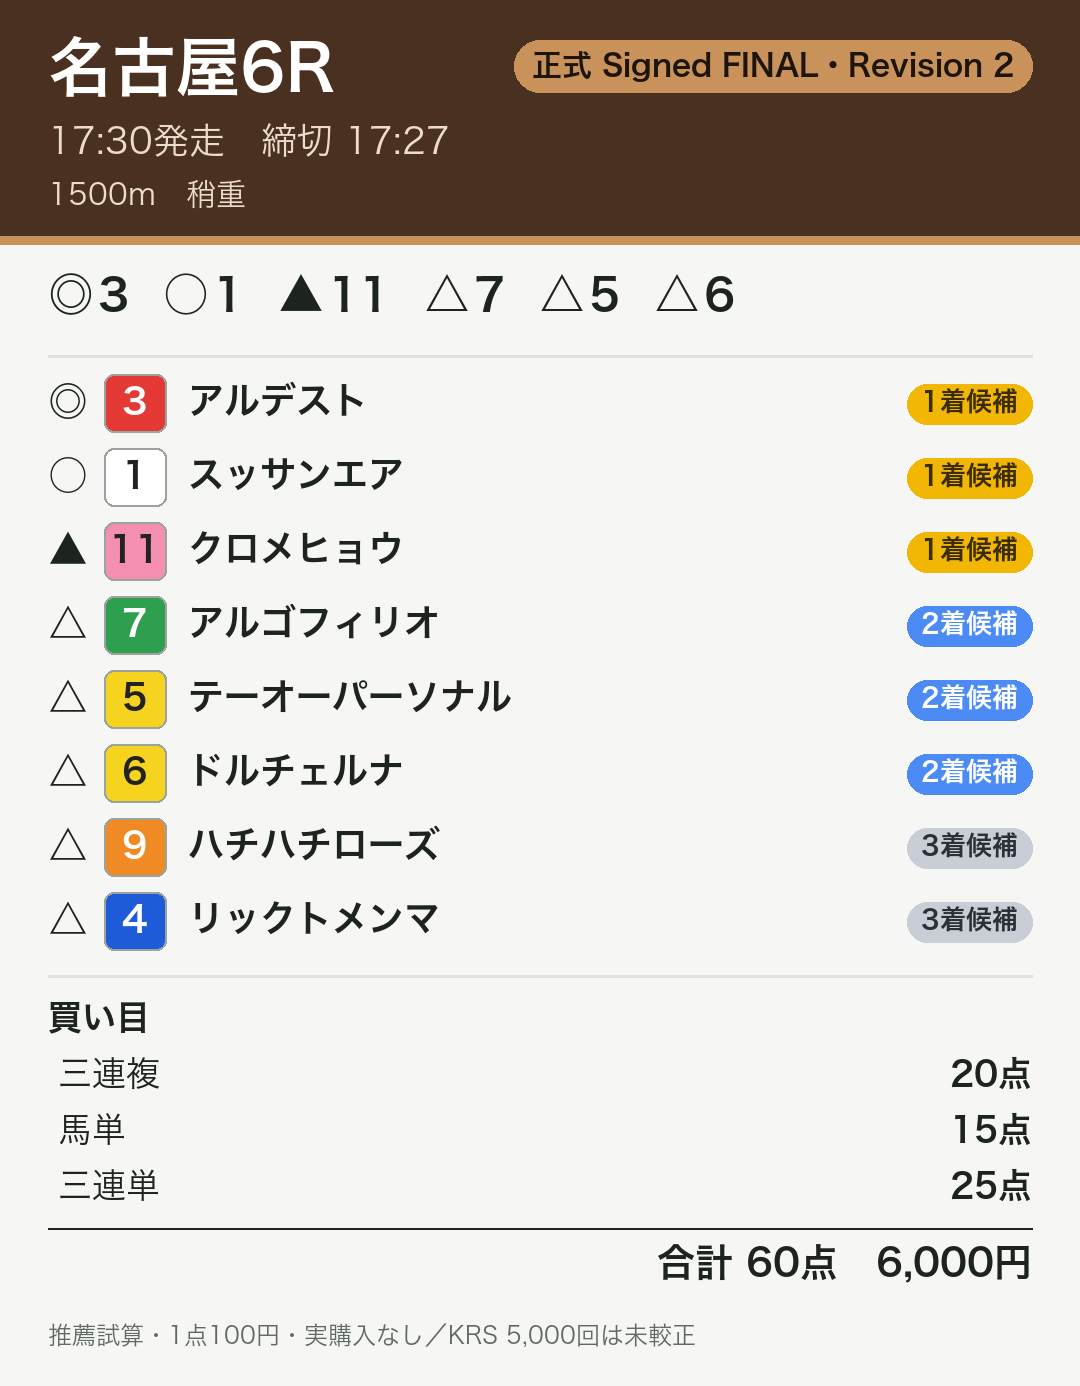 名古屋6R
正式 Signed FINAL・Revision 2
17:30発走　締切 17:27
1500m　稍重
◎3 ○1 ▲11 △7 △5 △6
◎ 3 アルデスト 1着候補
○ 1 スッサンエア 1着候補
▲ 11 クロメヒョウ 1着候補
△ 7 アルゴフィリオ 2着候補
△ 5 テーオーパーソナル 2着候補
△ 6 ドルチェルナ 2着候補
△ 9 ハチハチローズ 3着候補
△ 4 リックトメンマ 3着候補
買い目
三連複 20点
馬単 15点
三連単 25点
合計 60点　6,000円
推薦試算・1点100円・実購入なし／KRS 5,000回は未較正